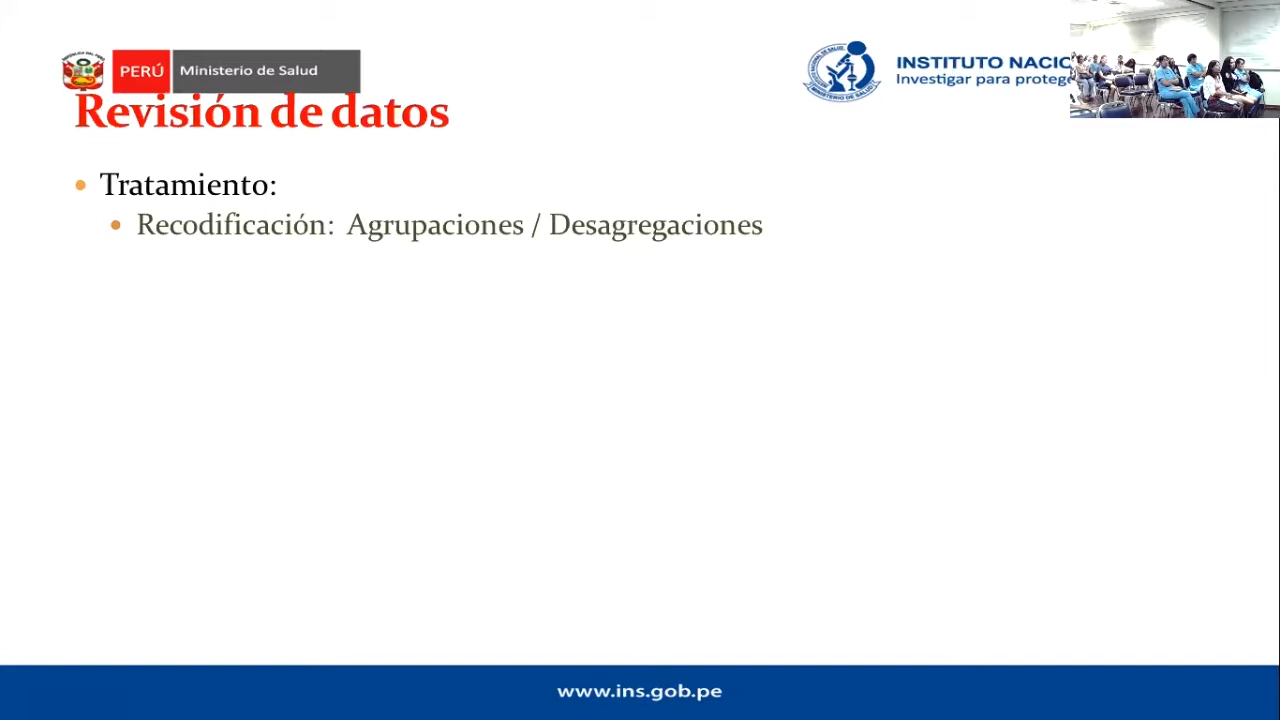 PERÚ Ministerio de Salud
INSTITUTO NACIO
Investigar para protege
Revisión de datos
Tratamiento:
Recodificación: Agrupaciones / Desagregaciones
www.ins.gob.pe